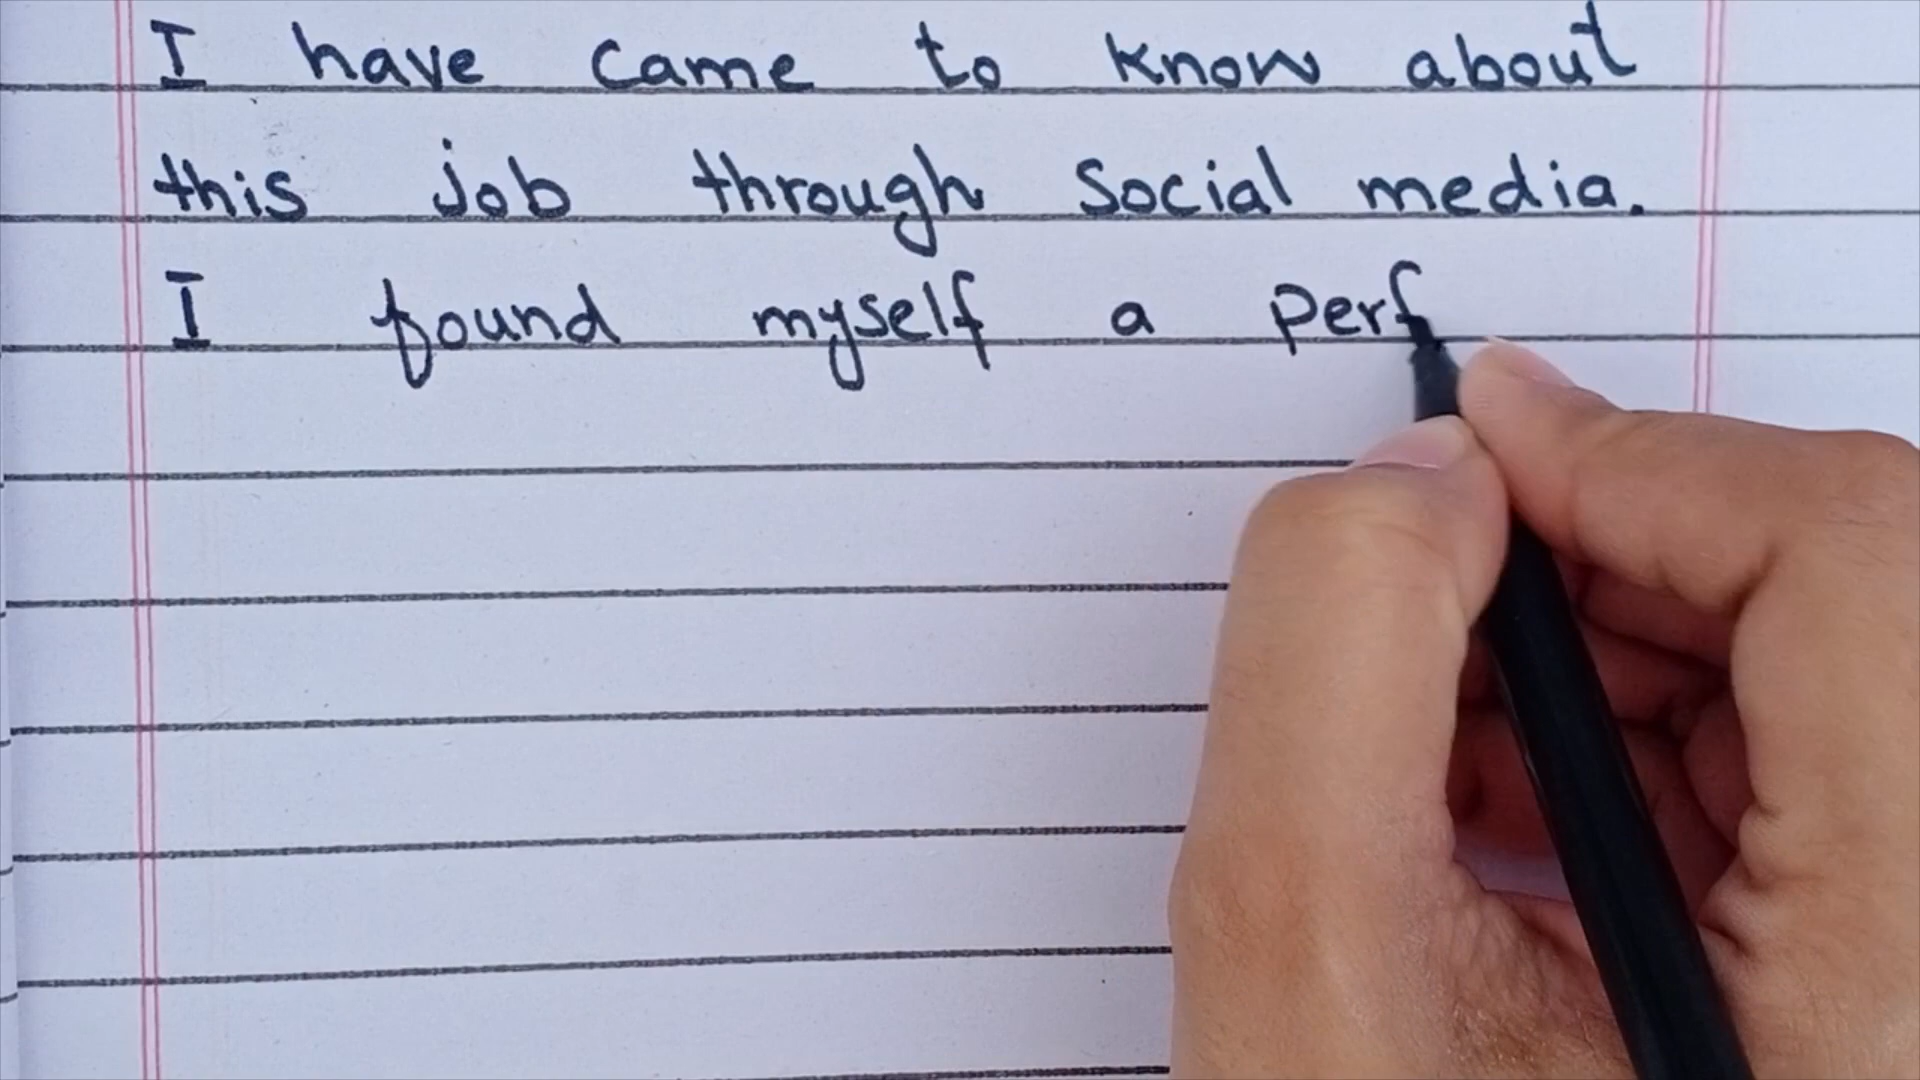 I have came to know about
this job through social media.
I found myself a perf